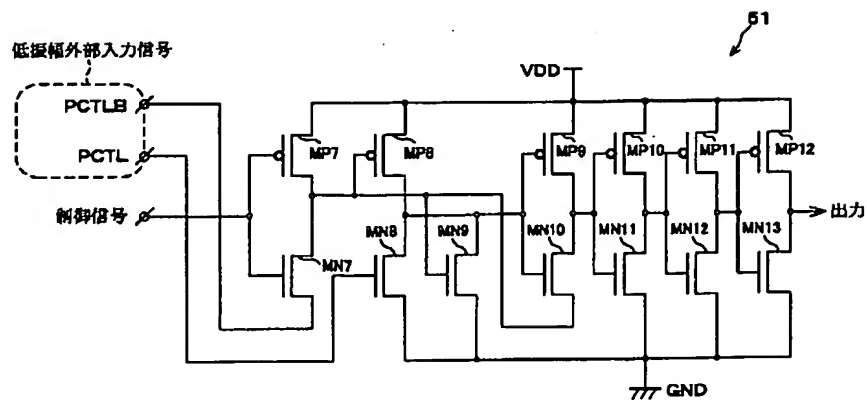 51
低振幅外部入力信号
VDD
PCTLB
PCTL
制御信号
MP7
MP8
MP9
MP10
MP11
MP12
MN7
MN8
MN9
MN10
MN11
MN12
MN13
出力
GND